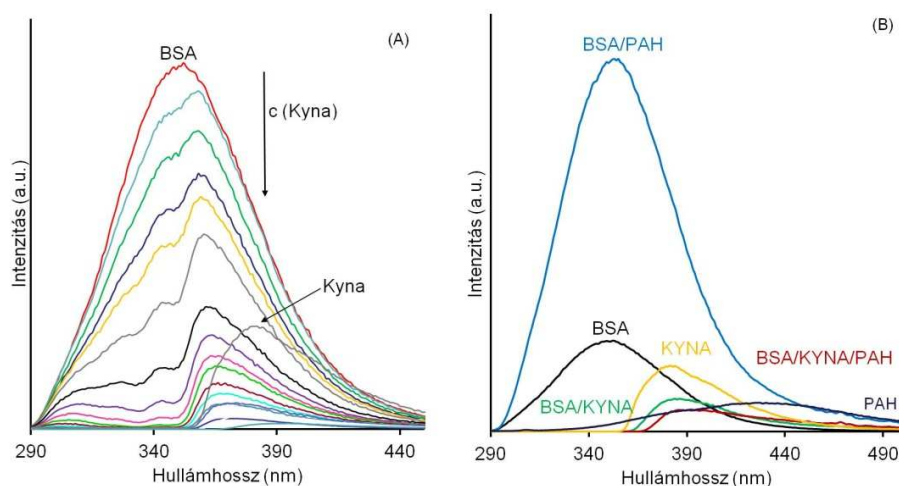 (A)
BSA
c (Kyna)
Kyna
Intenzitás (a.u.)
290
340
390
440
Hullámhossz (nm)
(B)
BSA/PAH
BSA
KYNA
BSA/KYNA/PAH
BSA/KYNA
PAH
Intenzitás (a.u.)
290
340
390
440
490
Hullámhossz (nm)